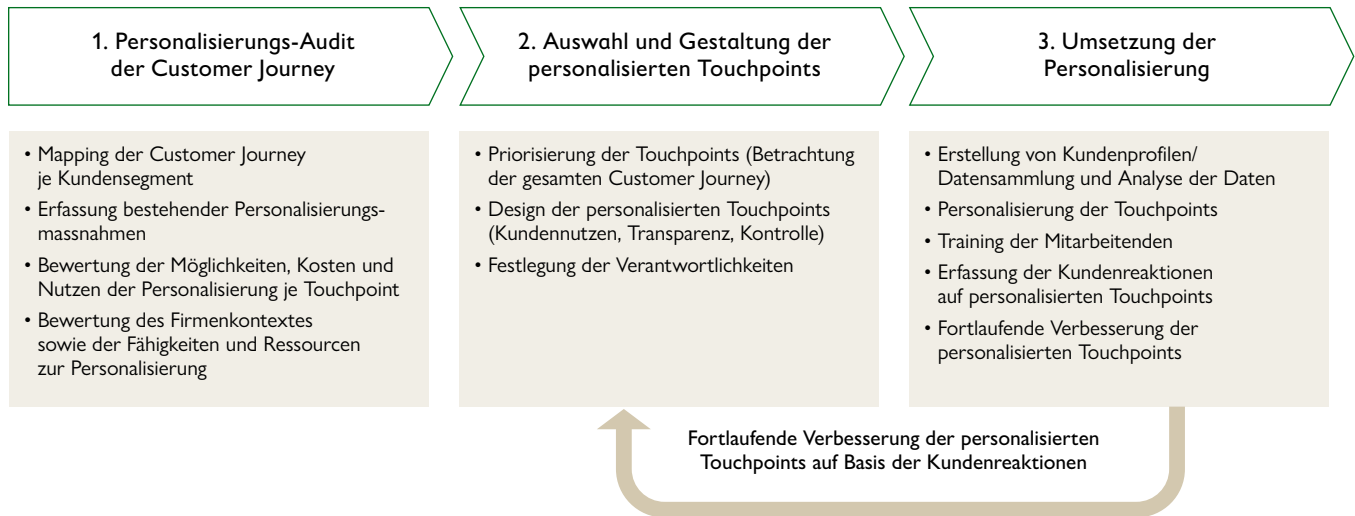 1. Personalisierungs-Audit
der Customer Journey
2. Auswahl und Gestaltung der
personalisierten Touchpoints
3. Umsetzung der
Personalisierung
• Mapping der Customer Journey
je Kundensegment
• Erfassung bestehender Personalisierungs-
massnahmen
• Bewertung der Möglichkeiten, Kosten und
Nutzen der Personalisierung je Touchpoint
• Bewertung des Firmenkontextes
sowie der Fähigkeiten und Ressourcen
zur Personalisierung
• Priorisierung der Touchpoints (Betrachtung
der gesamten Customer Journey)
• Design der personalisierten Touchpoints
(Kundennutzen, Transparenz, Kontrolle)
• Festlegung der Verantwortlichkeiten
• Erstellung von Kundenprofilen/
Datensammlung und Analyse der Daten
• Personalisierung der Touchpoints
• Training der Mitarbeitenden
• Erfassung der Kundenreaktionen
auf personalisierten Touchpoints
• Fortlaufende Verbesserung der
personalisierten Touchpoints
Fortlaufende Verbesserung der personalisierten
Touchpoints auf Basis der Kundenreaktionen